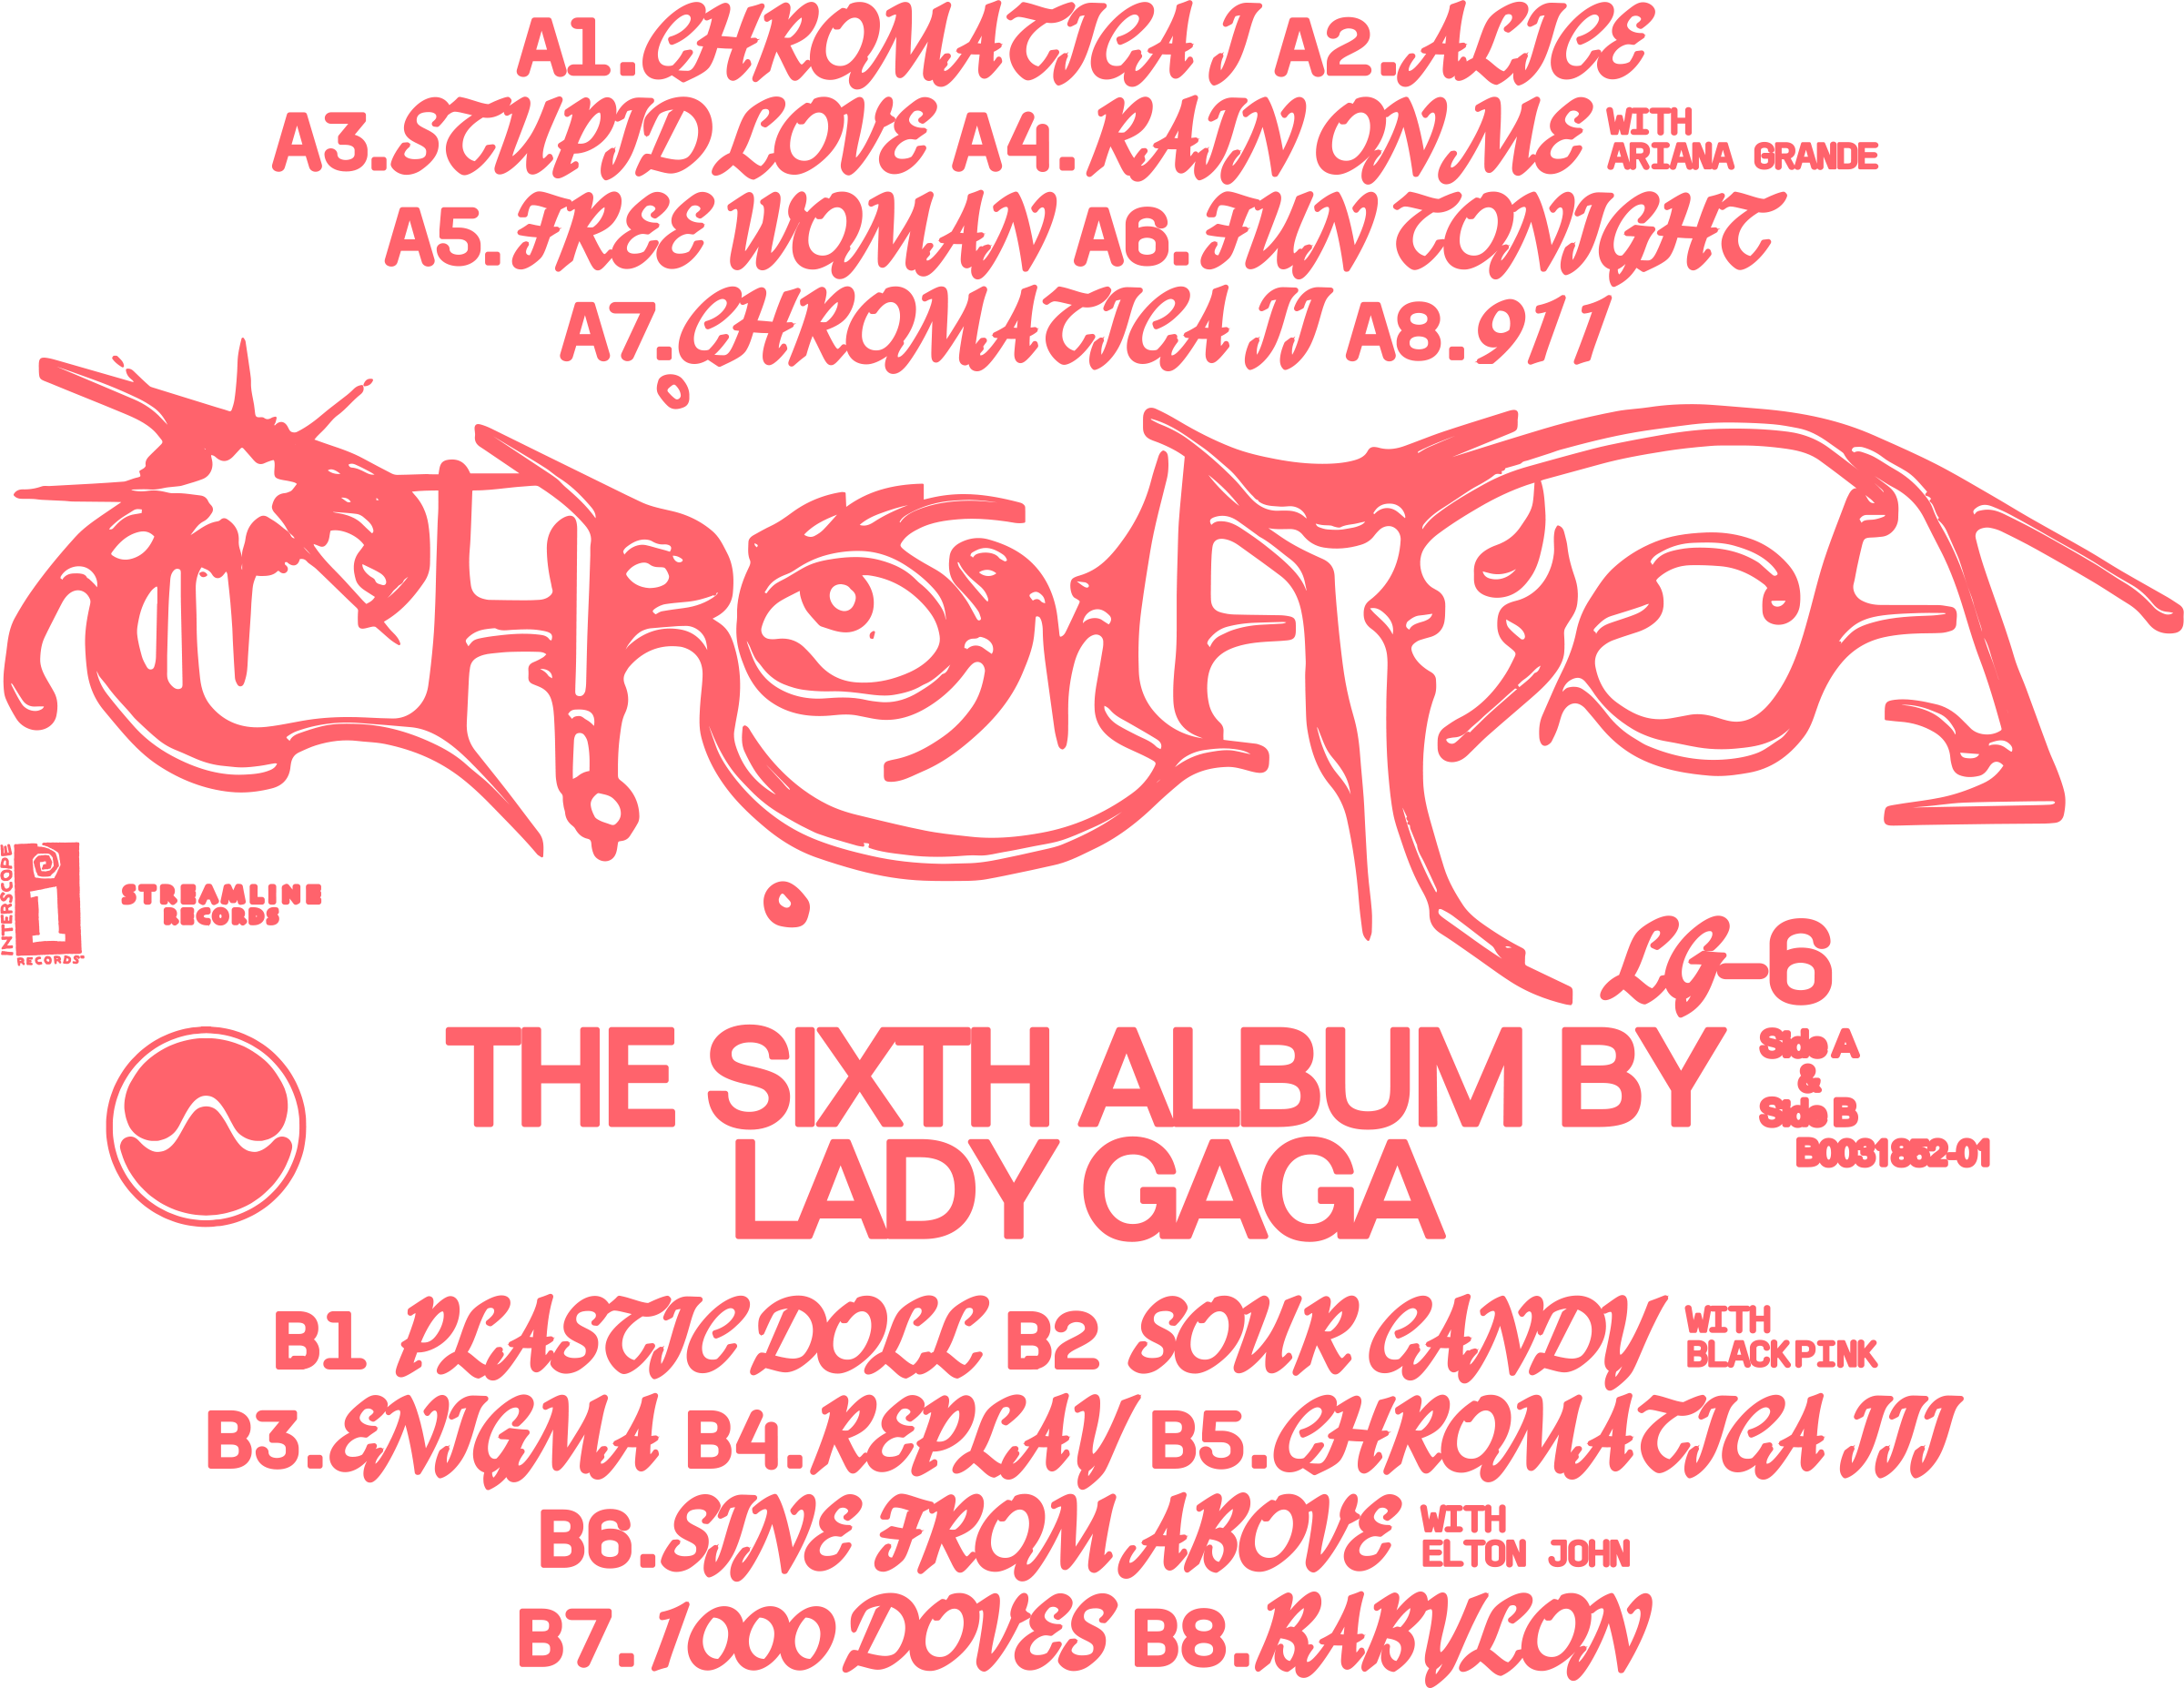 A1. CHROMATICA I A2. ALICE
A3. STUPID LOVE A4. RAIN ON ME WITH ARIANA GRANDE
A5. FREE WOMAN A6. FUN TONIGHT
A7. CHROMATICA II A8. 911
CHROMATICA
INTERSCOPE
1
RECORDS
STREAMLINE
RECORDS
LG-6
THE SIXTH ALBUM BY
LADY GAGA
Side A
&
Side B
B0031882-01
B1 PLASTIC DOLL B2 SOUR CANDY WITH BLACKPINK
B3. ENIGMA B4. REPLAY B5. CHROMATICA III
B6. SINE FROM ABOVE WITH ELTON JOHN
B7. 1000 DOVES B8. BABYLON